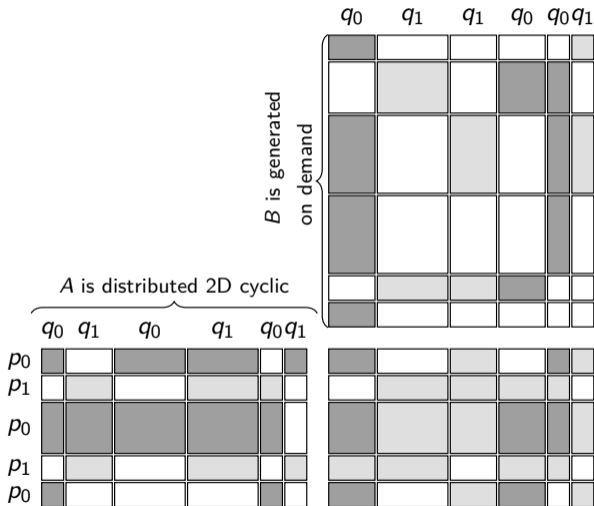 q0 q1 q1 q0 q0 q1
B is generated
on demand
A is distributed 2D cyclic
q0 q1 q0 q1 q0 q1
p0
p1
p0
p1
p0